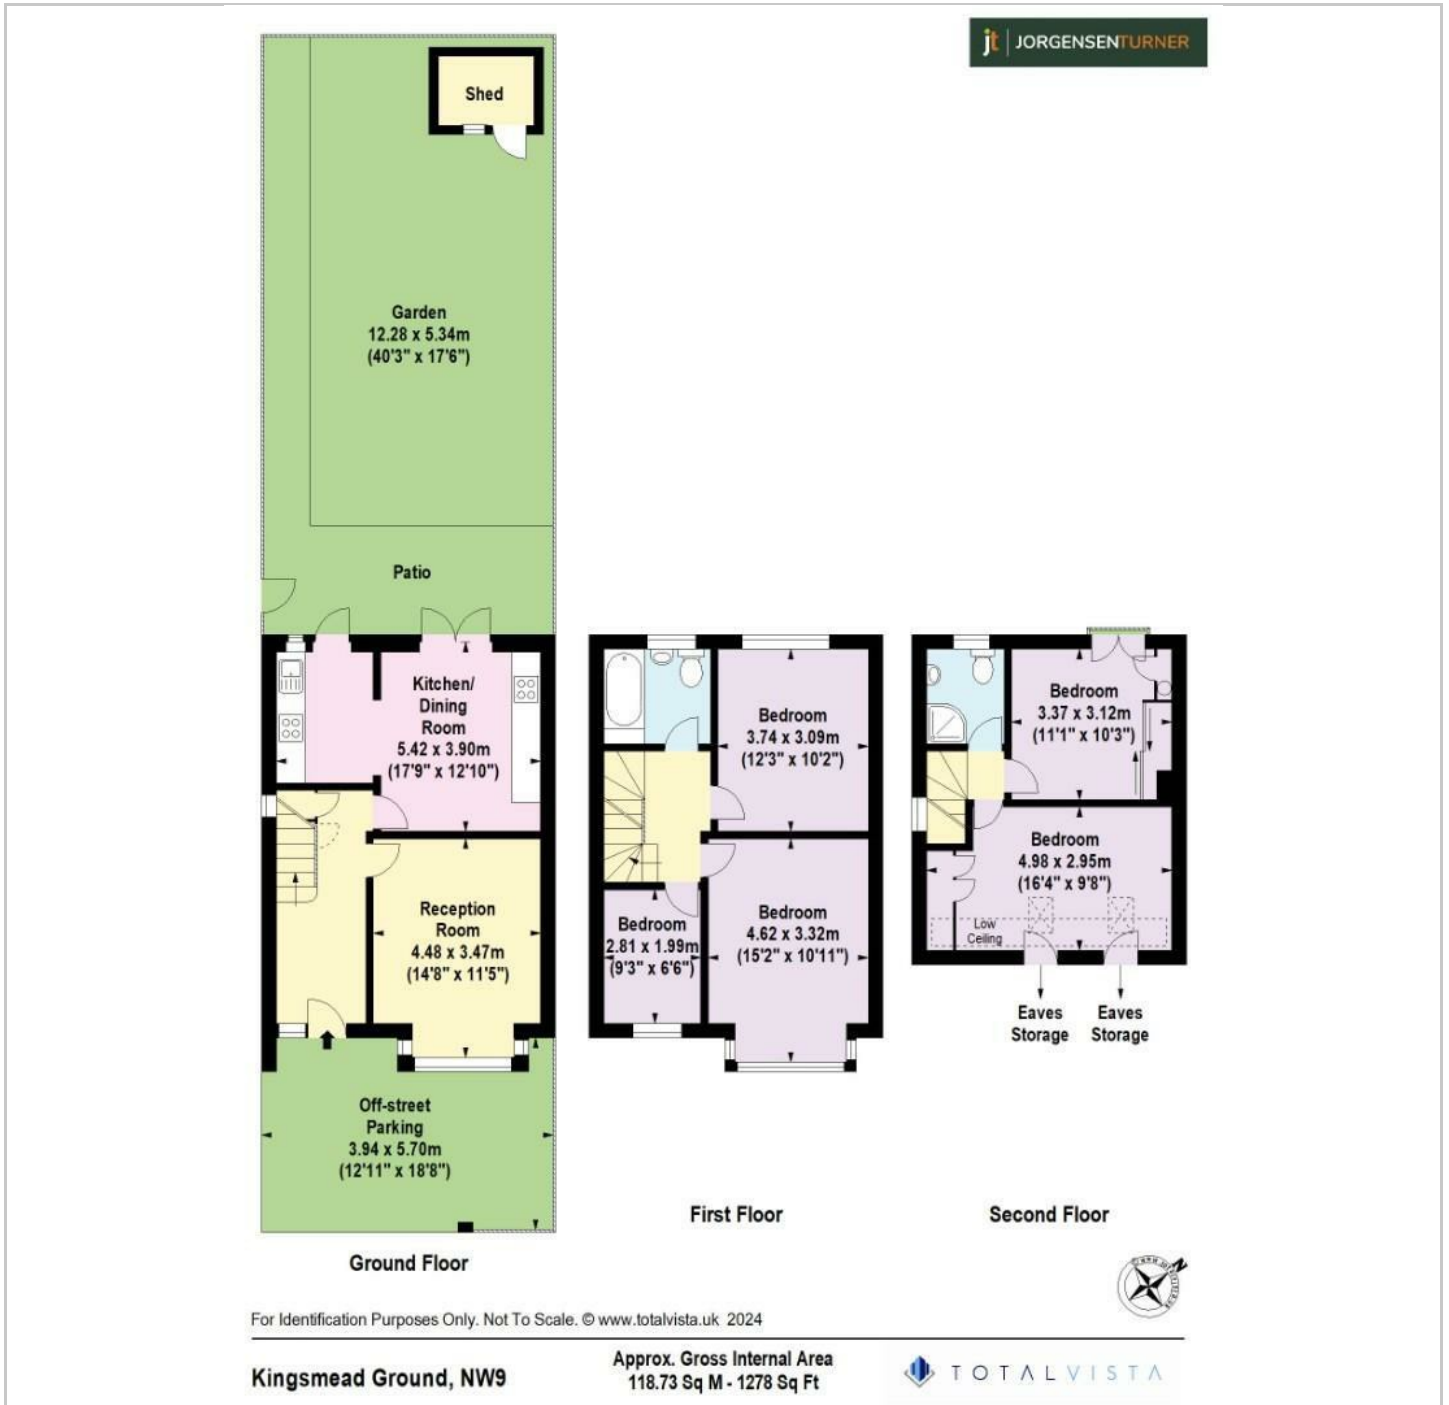 jt JORGENSENTURNER
Shed
Garden
12.28 x 5.34m
(40'3" x 17'6")
Patio
Kitchen/
Dining
Room
5.42 x 3.90m
(17'9" x 12'10")
Reception
Room
4.48 x 3.47m
(14'8" x 11'5")
Off-street
Parking
3.94 x 5.70m
(12'11" x 18'8")
Ground Floor
Bedroom
3.74 x 3.09m
(12'3" x 10'2")
Bedroom
2.81 x 1.99m
(9'3" x 6'6")
Bedroom
4.62 x 3.32m
(15'2" x 10'11")
First Floor
Bedroom
3.37 x 3.12m
(11'1" x 10'3")
Bedroom
4.98 x 2.95m
(16'4" x 9'8")
Low
Ceiling
Eaves
Storage
Eaves
Storage
Second Floor
N
For Identification Purposes Only. Not To Scale. © www.totalvista.uk 2024
Kingsmead Ground, NW9
Approx. Gross Internal Area
118.73 Sq M - 1278 Sq Ft
TOTALVISTA